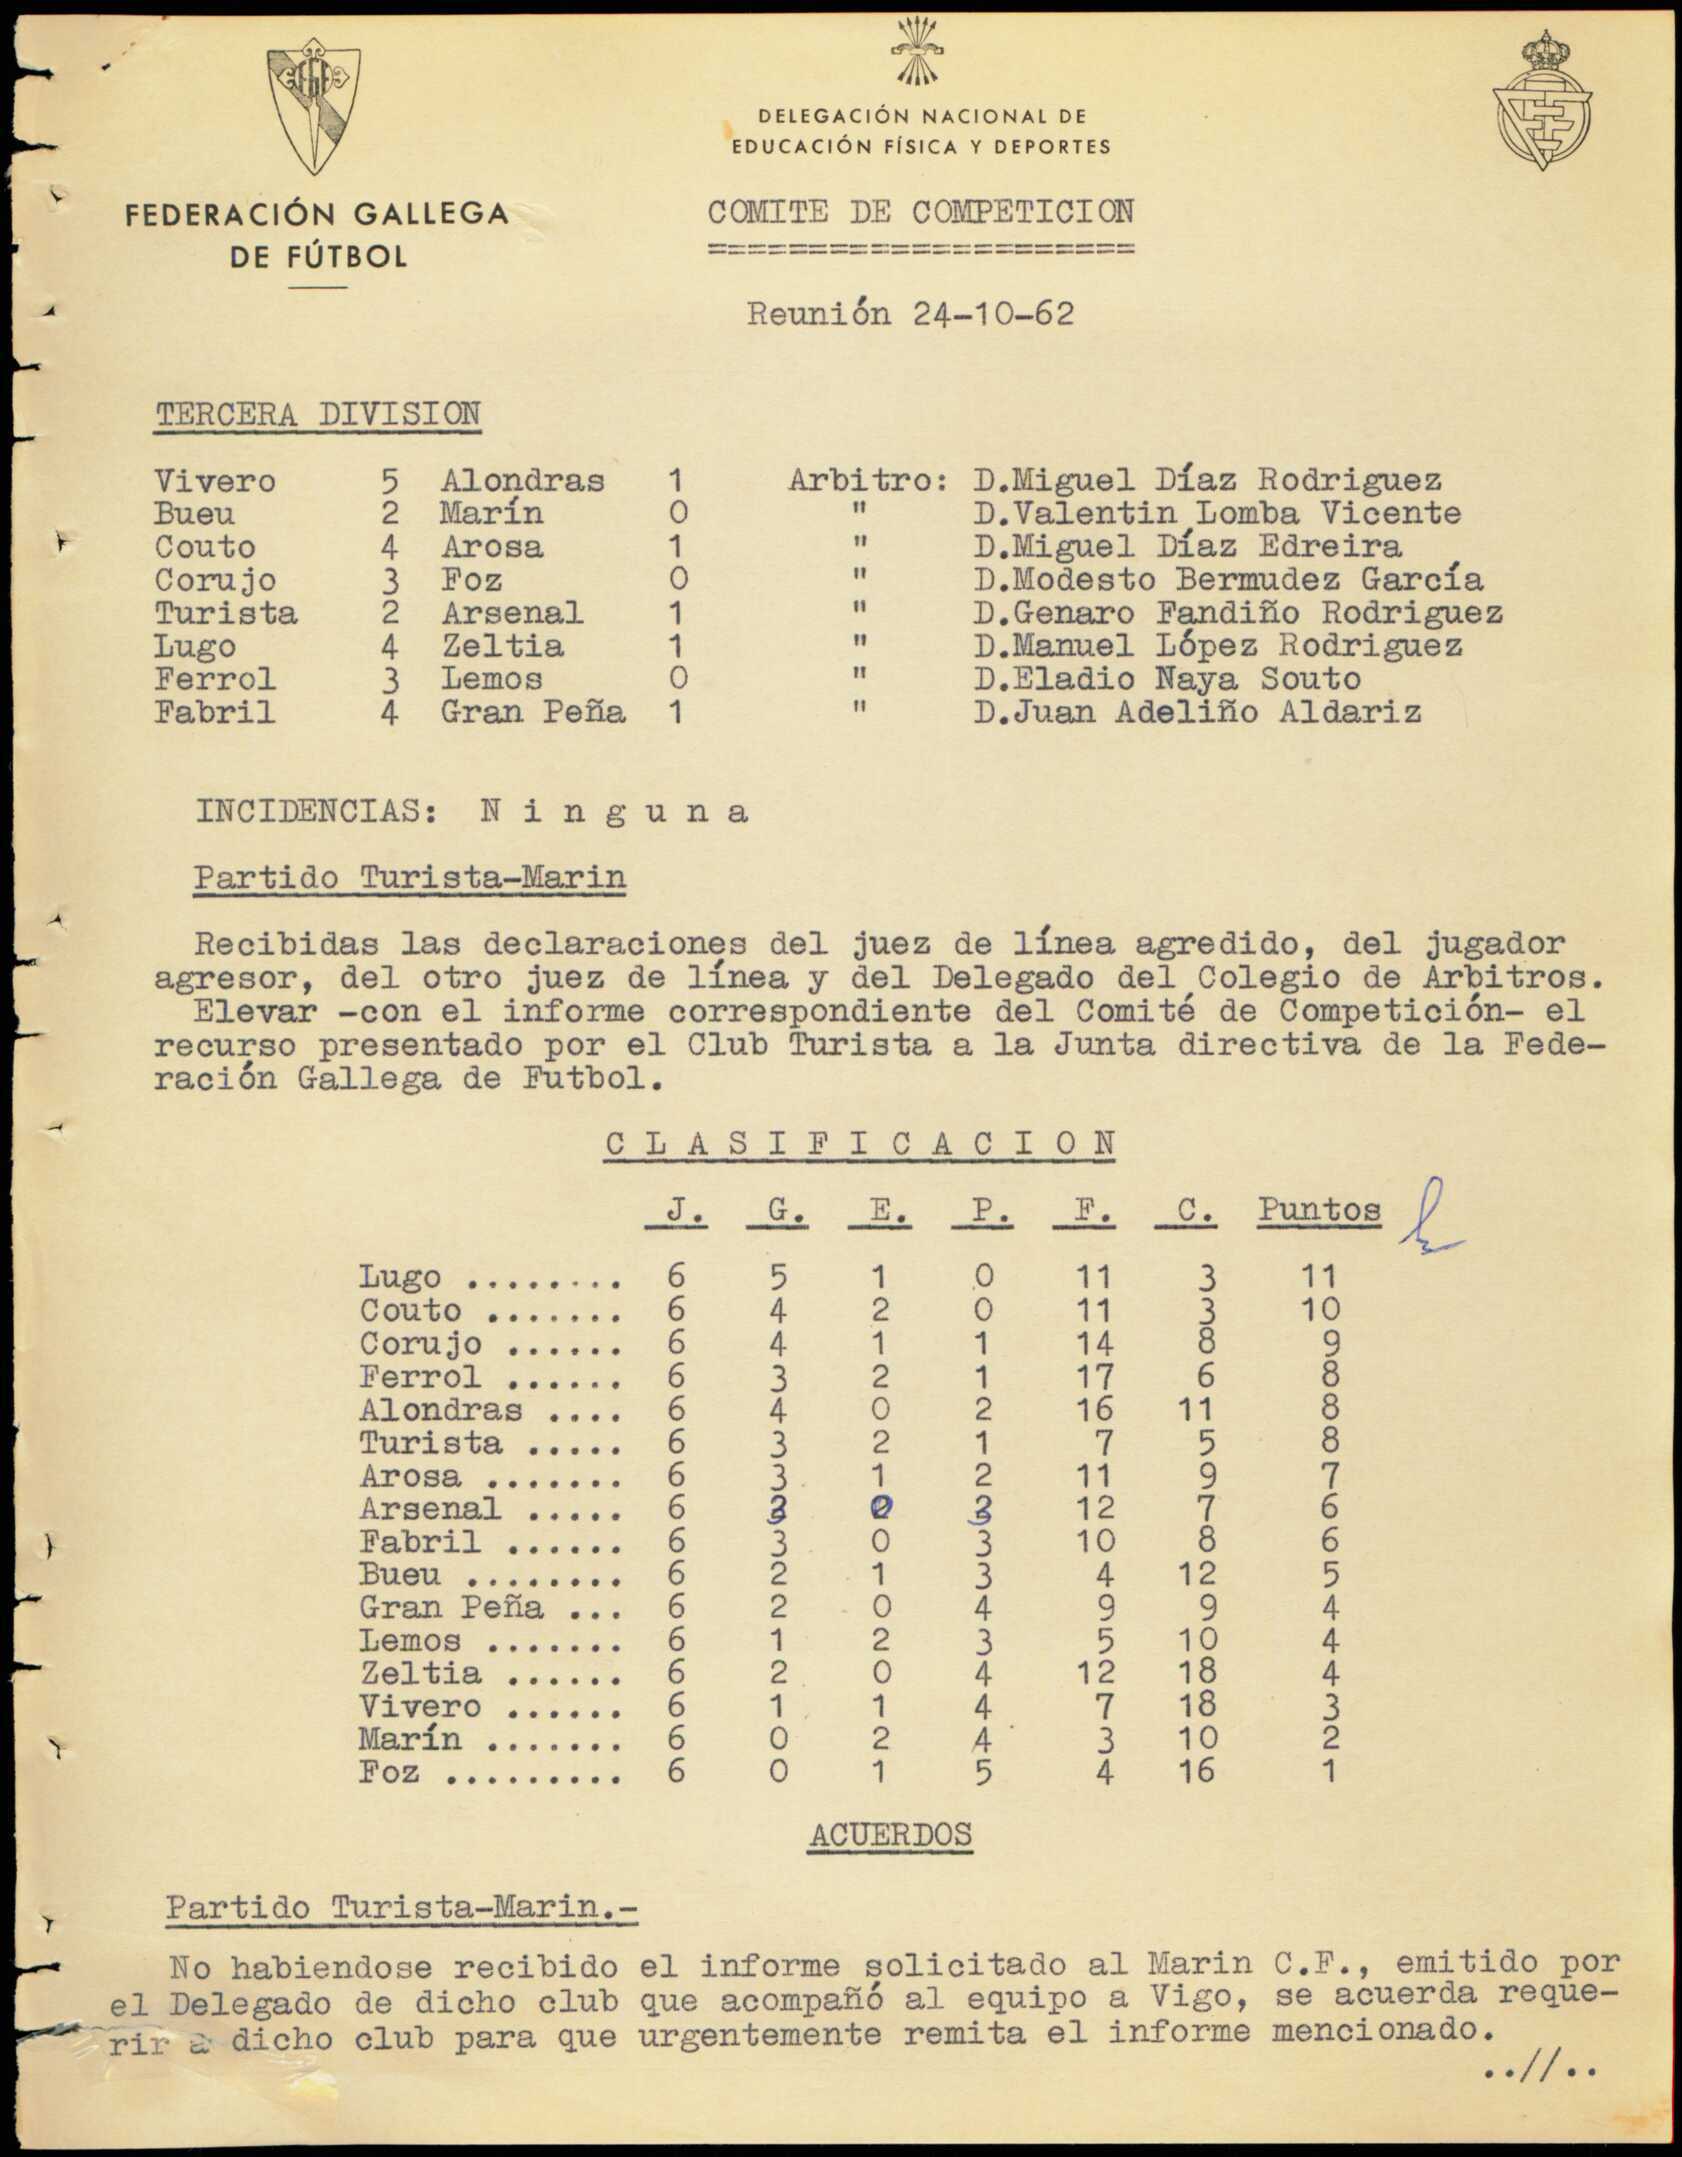 DELEGACIÓN NACIONAL DE
EDUCACIÓN FÍSICA Y DEPORTES
FEDERACIÓN GALLEGA
DE FÚTBOL
COMITE DE COMPETICION
=====================
Reunión 24-10-62
TERCERA DIVISION
Vivero 5 Alondras 1 Arbitro: D.Miguel Díaz Rodriguez
Bueu 2 Marín 0 " D.Valentin Lomba Vicente
Couto 4 Arosa 1 " D.Miguel Díaz Edreira
Corujo 3 Foz 0 " D.Modesto Bermudez García
Turista 2 Arsenal 1 " D.Genaro Fandiño Rodriguez
Lugo 4 Zeltia 1 " D.Manuel López Rodriguez
Ferrol 3 Lemos 0 " D.Eladio Naya Souto
Fabril 4 Gran Peña 1 " D.Juan Adeliño Aldariz
INCIDENCIAS: N i n g u n a
Partido Turista-Marin
Recibidas las declaraciones del juez de línea agredido, del jugador
agresor, del otro juez de línea y del Delegado del Colegio de Arbitros.
Elevar -con el informe correspondiente del Comité de Competición- el
recurso presentado por el Club Turista a la Junta directiva de la Fede-
ración Gallega de Futbol.
C L A S I F I C A C I O N
J. G. E. P. F. C. Puntos
Lugo ........ 6 5 1 0 11 3 11
Couto ....... 6 4 2 0 11 3 10
Corujo ...... 6 4 1 1 14 8 9
Ferrol ...... 6 3 2 1 17 6 8
Alondras .... 6 4 0 2 16 11 8
Turista ..... 6 3 2 1 7 5 8
Arosa ....... 6 3 1 2 11 9 7
Arsenal ..... 6 3 0 3 12 7 6
Fabril ...... 6 3 0 3 10 8 6
Bueu ........ 6 2 1 3 4 12 5
Gran Peña ... 6 2 0 4 9 9 4
Lemos ....... 6 1 2 3 5 10 4
Zeltia ...... 6 2 0 4 12 18 4
Vivero ...... 6 1 1 4 7 18 3
Marín ....... 6 0 2 4 3 10 2
Foz ......... 6 0 1 5 4 16 1
ACUERDOS
Partido Turista-Marin.-
No habiendose recibido el informe solicitado al Marin C.F., emitido por
el Delegado de dicho club que acompañó al equipo a Vigo, se acuerda reque-
rir a dicho club para que urgentemente remita el informe mencionado.
..//..